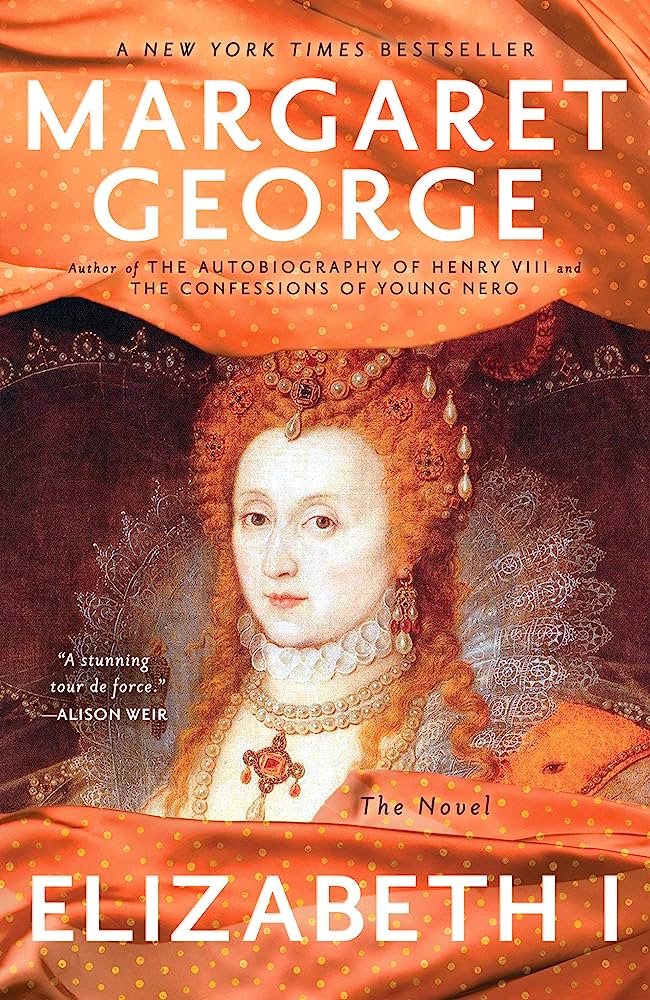 A NEW YORK TIMES BESTSELLER
MARGARET
GEORGE
Author of THE AUTOBIOGRAPHY OF HENRY VIII and
THE CONFESSIONS OF YOUNG NERO
“A stunning
tour de force.”
—ALISON WEIR
The Novel
ELIZABETH I